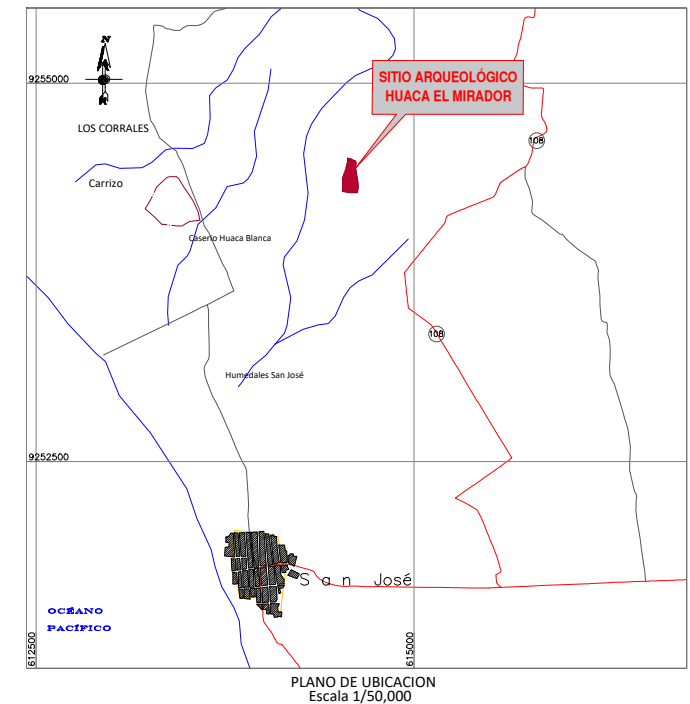 N
9255000
SITIO ARQUEOLÓGICO
HUACA EL MIRADOR
LOS CORRALES
108
Carrizo
Caserio Huaca Blanca
108
Humedales San José
9252500
San José
OCÉANO
PACÍFICO
612500
615000
PLANO DE UBICACION
Escala 1/50,000